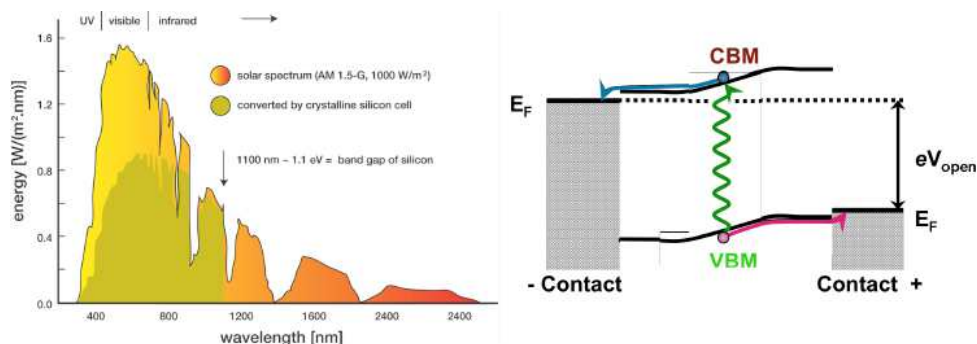 UV visible infrared
1.6
1.2
0.8
0.4
0.0
energy [W/(m².nm)]
solar spectrum (AM 1.5-G, 1000 W/m²)
converted by crystalline silicon cell
1100 nm ~ 1.1 eV = band gap of silicon
400 800 1200 1600 2400 2400
wavelength [nm]
CBM
E_F
eV_open
E_F
VBM
- Contact
Contact +